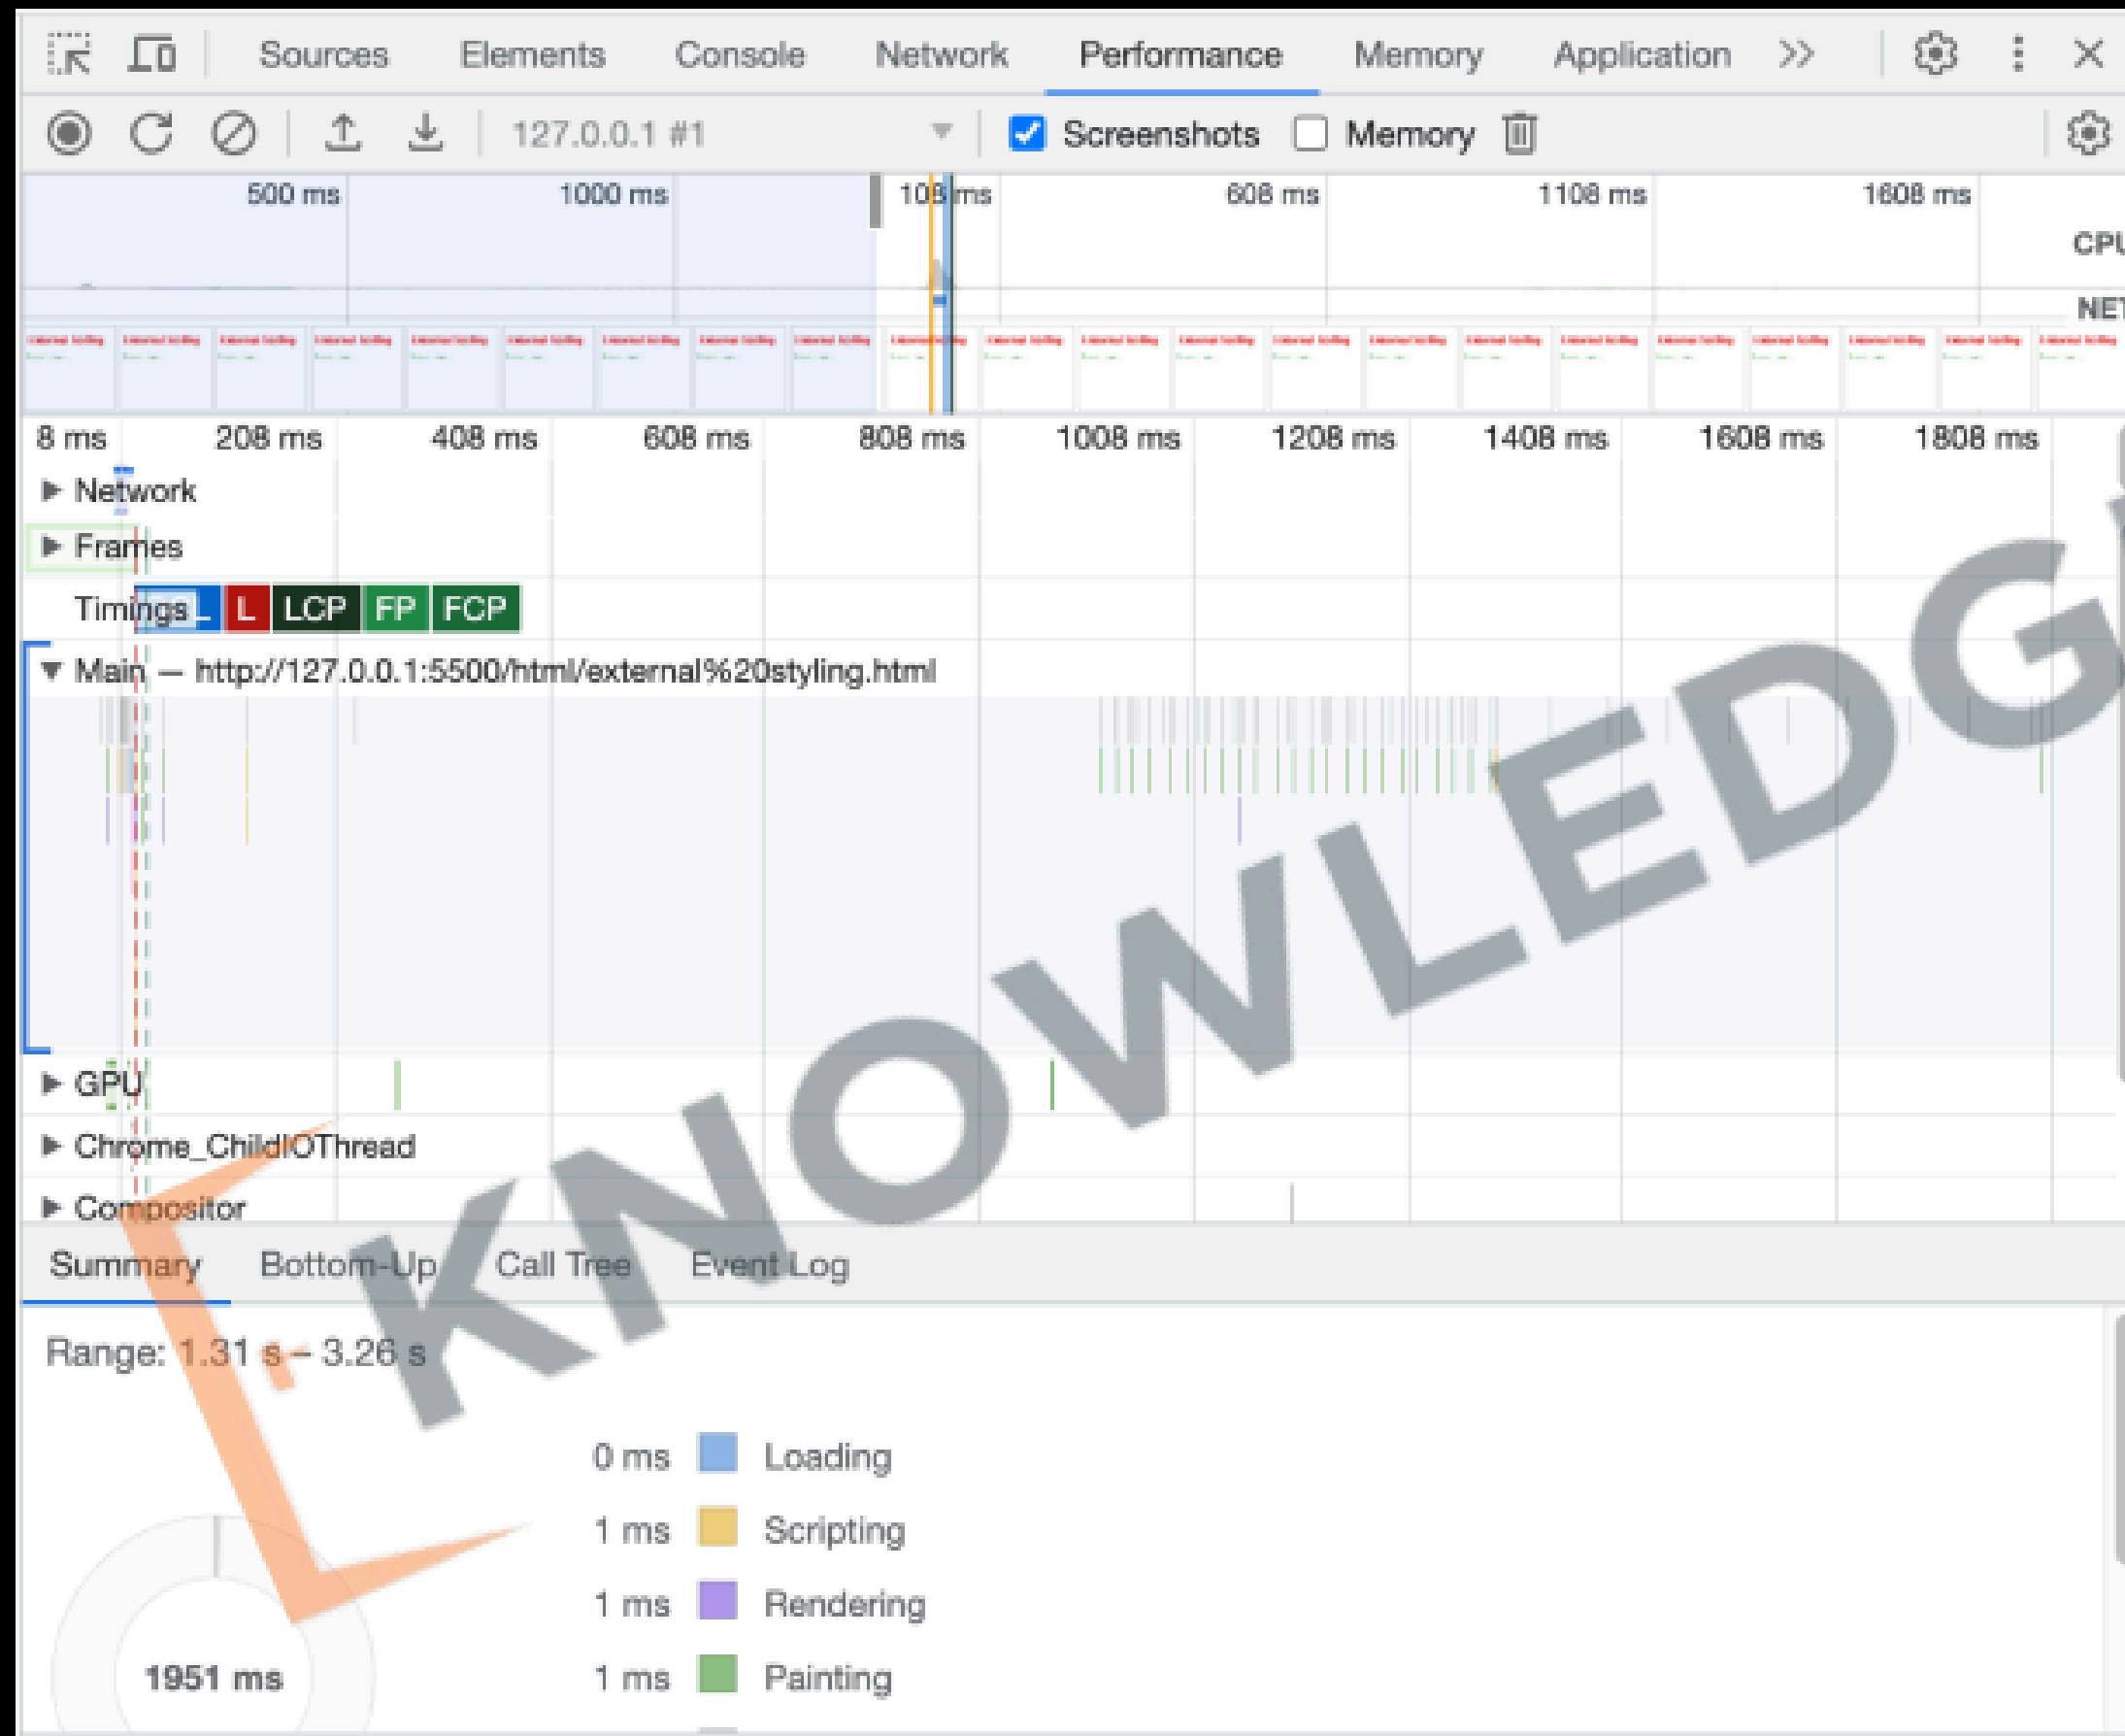 Sources Elements Console Network Performance Memory Application
127.0.0.1 #1 Screenshots Memory
500 ms 1000 ms 108 ms 608 ms 1108 ms 1608 ms
CPU
NET
8 ms 208 ms 408 ms 608 ms 808 ms 1008 ms 1208 ms 1408 ms 1608 ms 1808 ms
Network
Frames
Timings L LCP FP FCP
Main — http://127.0.0.1:5500/html/external%20styling.html
GPU
Chrome_ChildIOThread
Compositor
KNOWLEDG
Summary Bottom-Up Call Tree Event Log
Range: 1.31 s – 3.26 s
0 ms Loading
1 ms Scripting
1 ms Rendering
1951 ms
1 ms Painting